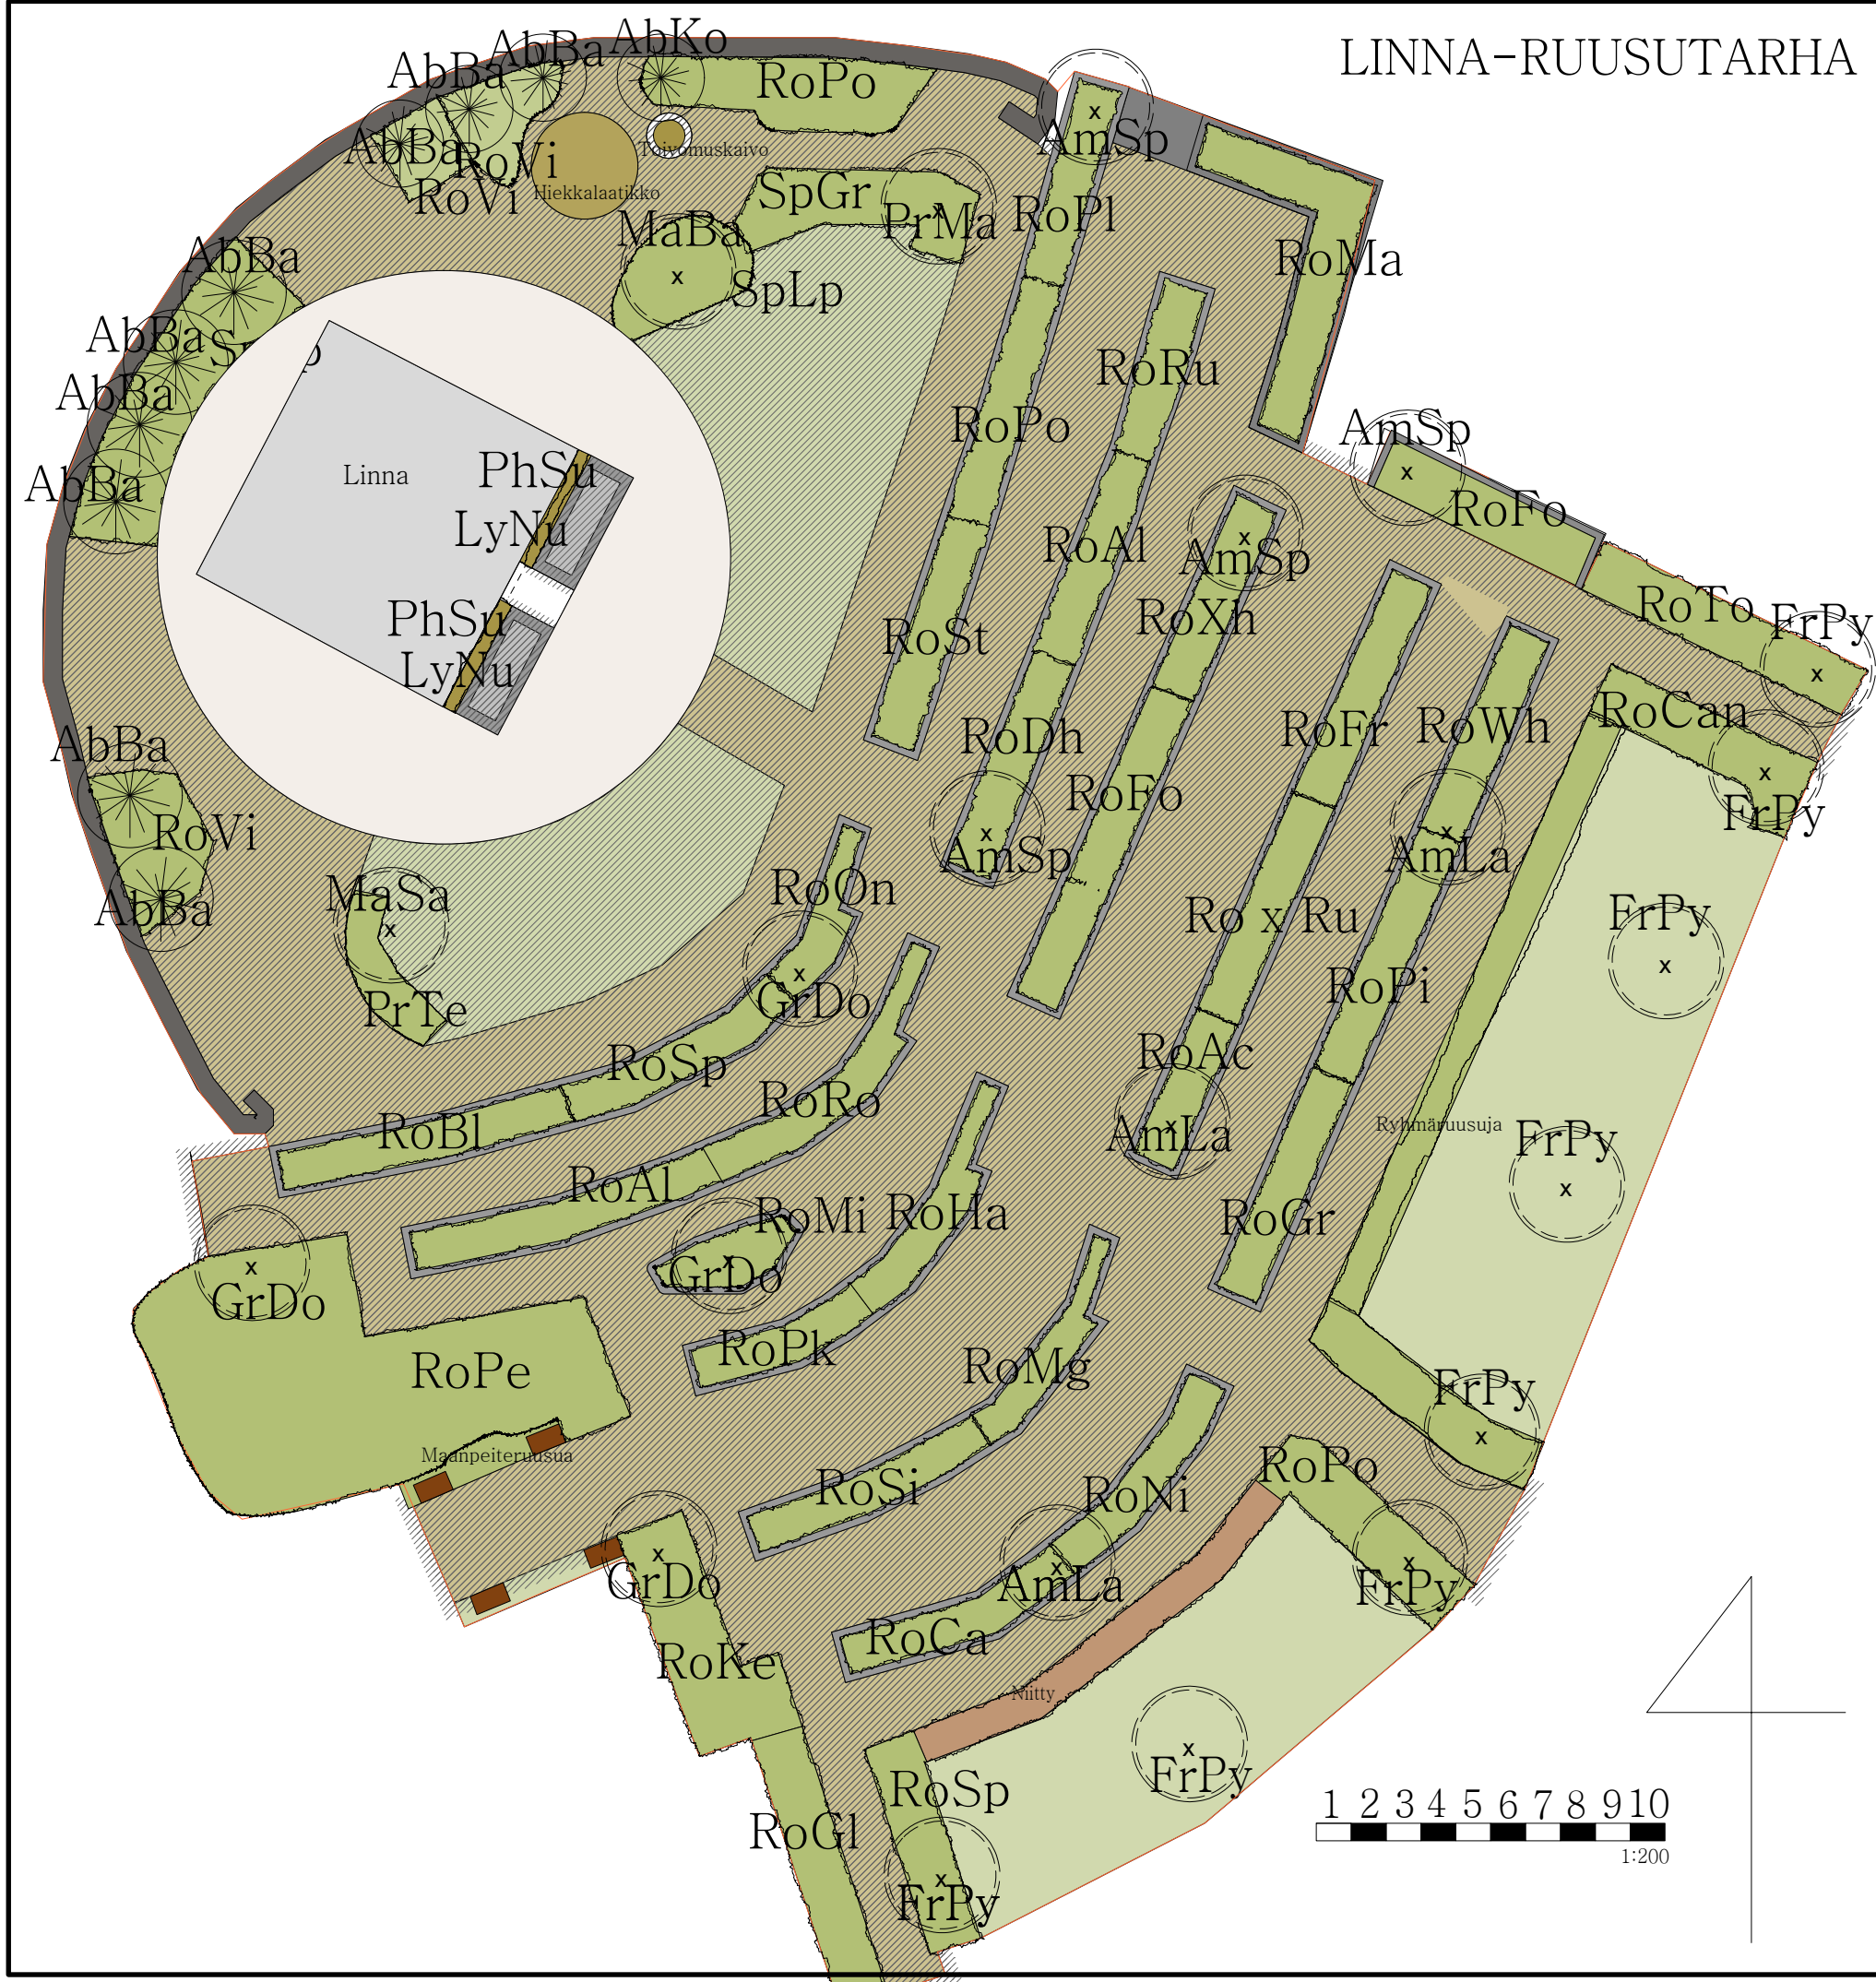 LINNA-RUUSUTARHA
AbKo
AbBa
AbBa
RoPo
AmSp
AbBa
RoVi
Toivomuskaivo
RoVi
Hiekkalaatikko
SpGr
PrMa
RoPl
MaBa
RoMa
AbBa
SpLp
AbBa
RoRu
AbBa
RoPo
AmSp
Linna
PhSu
AbBa
RoFo
LyNu
RoAl
AmSp
PhSu
RoXh
RoTo
FrPy
RoSt
LyNu
RoCan
AbBa
RoDh
RoFr
RoWh
RoFo
FrPy
RoVi
AmSp
AmLa
MaSa
RoOn
AbBa
Ro x Ru
FrPy
PrTe
GrDo
RoPi
RoSp
RoAc
RoRo
RoBl
AmLa
Ryhmäruusuja
FrPy
RoAl
RoMi
RoHa
RoGr
GrDo
GrDo
RoPe
RoPk
RoMg
FrPy
Maanpeiteruusua
RoSi
RoNi
RoPo
GrDo
AmLa
FrPy
RoKe
RoCa
Niitty
FrPy
RoSp
RoGl
1 2 3 4 5 6 7 8 9 10
1:200
FrPy